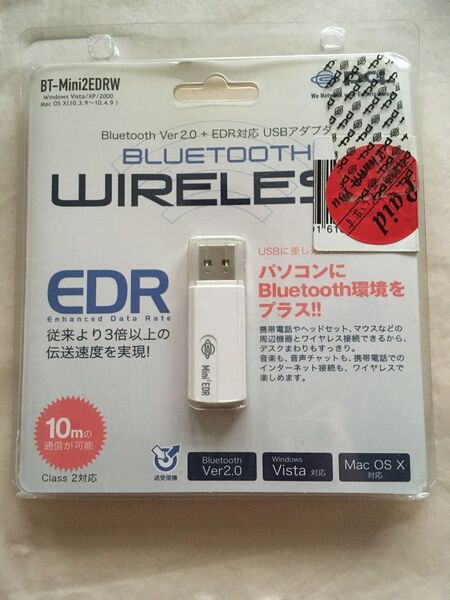 BT-Mini2EDRW
Windows Vista/XP/2000
Mac OS X(10.3.9〜10.4.9)
Bluetooth Ver2.0 + EDR対応 USBアダプタ
BLUETOOTH
WIRELES
Paid
USBに差し
EDR
Enhanced Data Rate
従来より3倍以上の
伝送速度を実現!
パソコンに
Bluetooth環境を
プラス!!
携帯電話やヘッドセット、マウスなどの
周辺機器とワイヤレス接続できるから、
デスクまわりもすっきり。
音楽も、音声チャットも、携帯電話での
インターネット接続も、ワイヤレスで
楽しめます。
Mini² EDR
10mの
通信が可能
Class 2対応
送受信機
Bluetooth
Ver2.0
Windows
Vista 対応
Mac OS X
対応